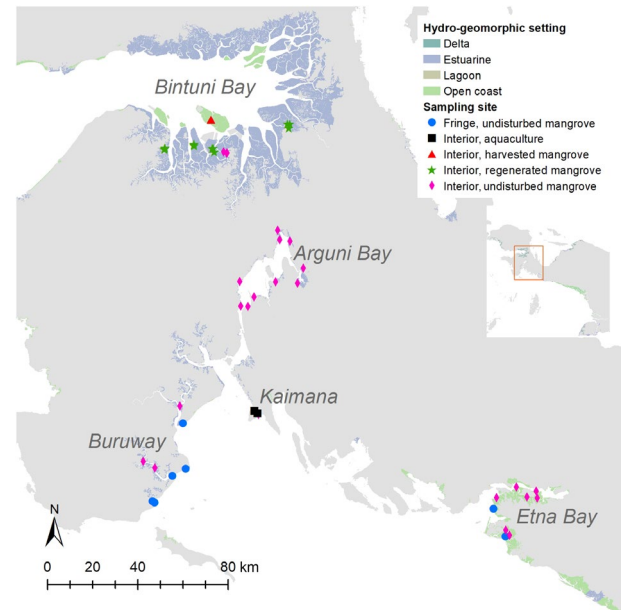 Hydro-geomorphic setting
Delta
Estuarine
Lagoon
Open coast
Sampling site
Fringe, undisturbed mangrove
Interior, aquaculture
Interior, harvested mangrove
Interior, regenerated mangrove
Interior, undisturbed mangrove
Bintuni Bay
Arguni Bay
Kaimana
Buruway
Etna Bay
N
0 20 40 80 km